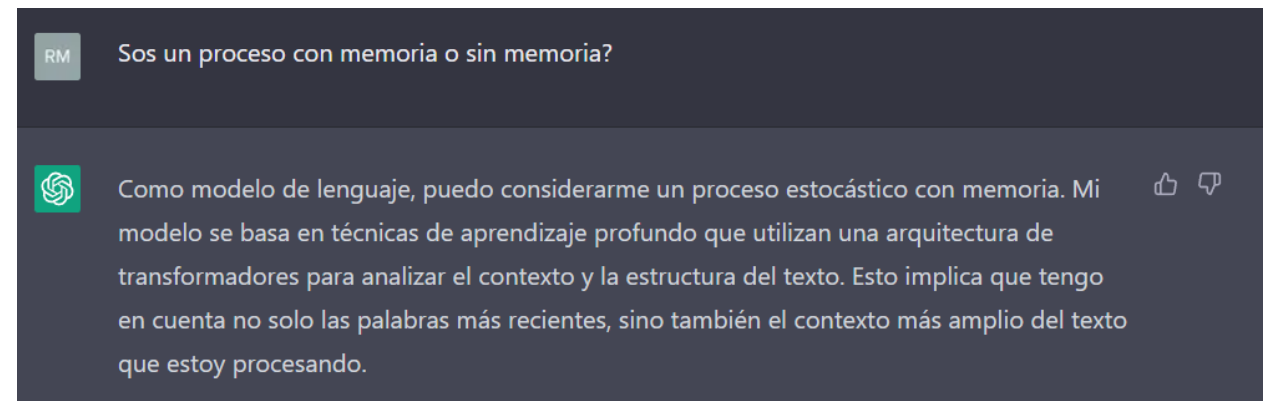 RM
Sos un proceso con memoria o sin memoria?
Como modelo de lenguaje, puedo considerarme un proceso estocástico con memoria. Mi
modelo se basa en técnicas de aprendizaje profundo que utilizan una arquitectura de
transformadores para analizar el contexto y la estructura del texto. Esto implica que tengo
en cuenta no solo las palabras más recientes, sino también el contexto más amplio del texto
que estoy procesando.